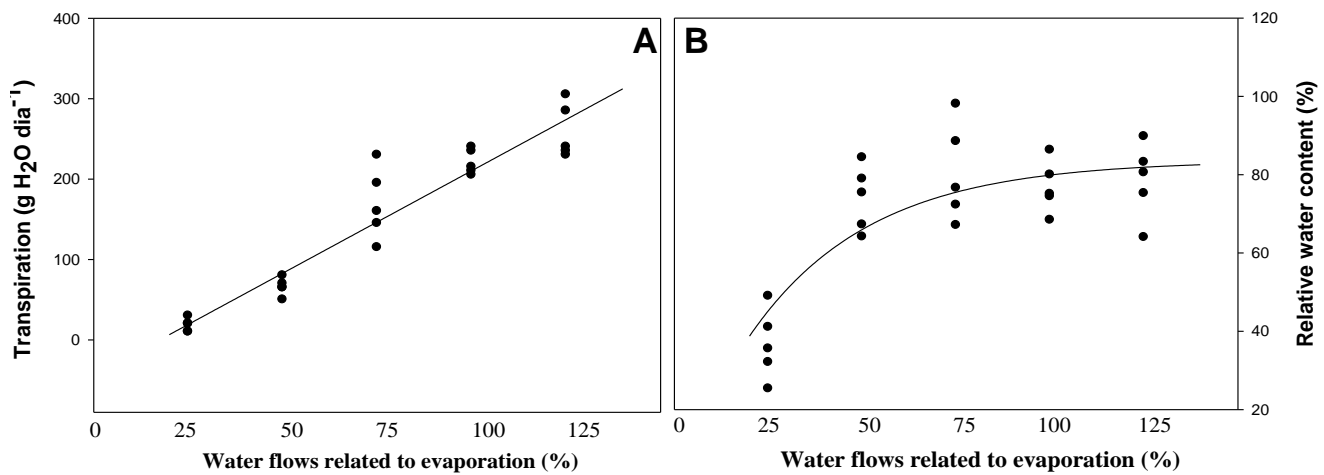 A
B
Transpiration (g H2O dia-1)
400
300
200
100
0
0 25 50 75 100 125
Water flows related to evaporation (%)
120
100
80
60
40
20
Relative water content (%)
0 25 50 75 100 125
Water flows related to evaporation (%)